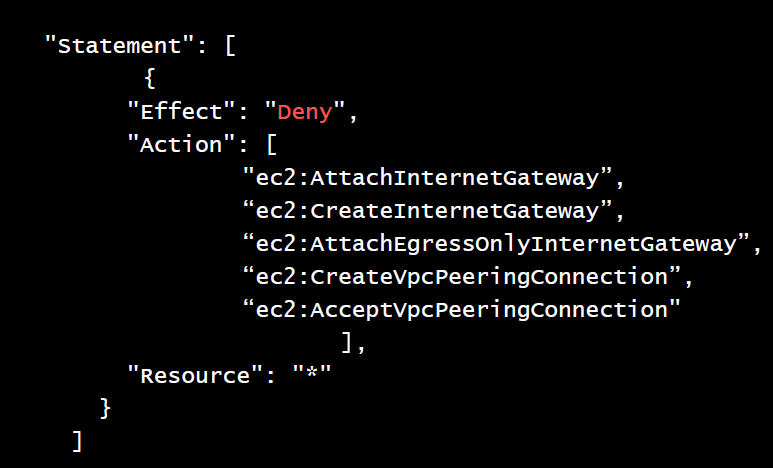 "Statement": [
{
"Effect": "Deny",
"Action": [
"ec2:AttachInternetGateway”,
“ec2:CreateInternetGateway”,
“ec2:AttachEgressOnlyInternetGateway”,
“ec2:CreateVpcPeeringConnection”,
“ec2:AcceptVpcPeeringConnection"
],
"Resource": "*"
}
]